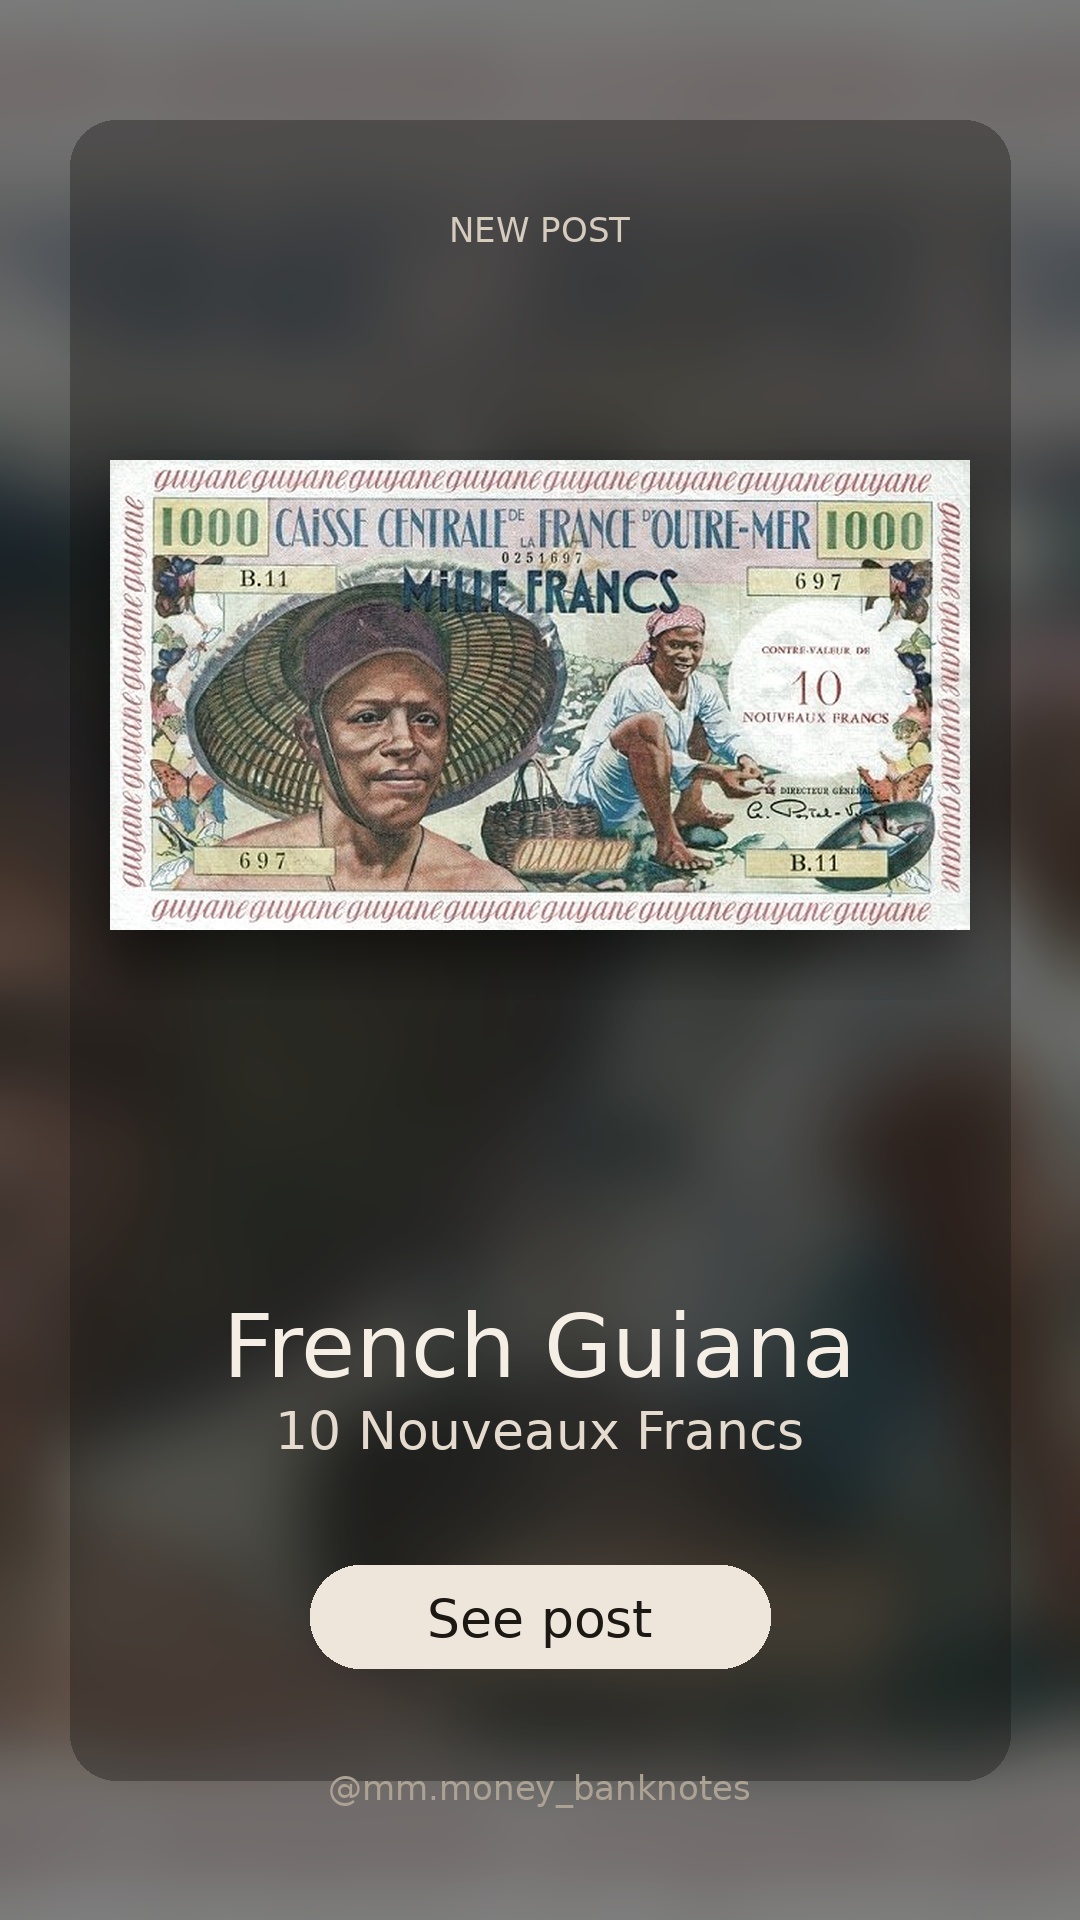 NEW POST
guyaneguyaneguyaneguyaneguyaneguyaneguyaneguyane
1000 CAISSE CENTRALE DE LA FRANCE D'OUTRE-MER 1000
0251697
B.11 MILLE FRANCS 697
CONTRE-VALEUR DE
10
NOUVEAUX FRANCS
LE DIRECTEUR GÉNÉRAL
697 B.11
guyaneguyaneguyaneguyaneguyaneguyaneguyaneguyane
guyaneguyaneguyaneguyane
guyaneguyaneguyaneguyane
French Guiana
10 Nouveaux Francs
See post
@mm.money_banknotes